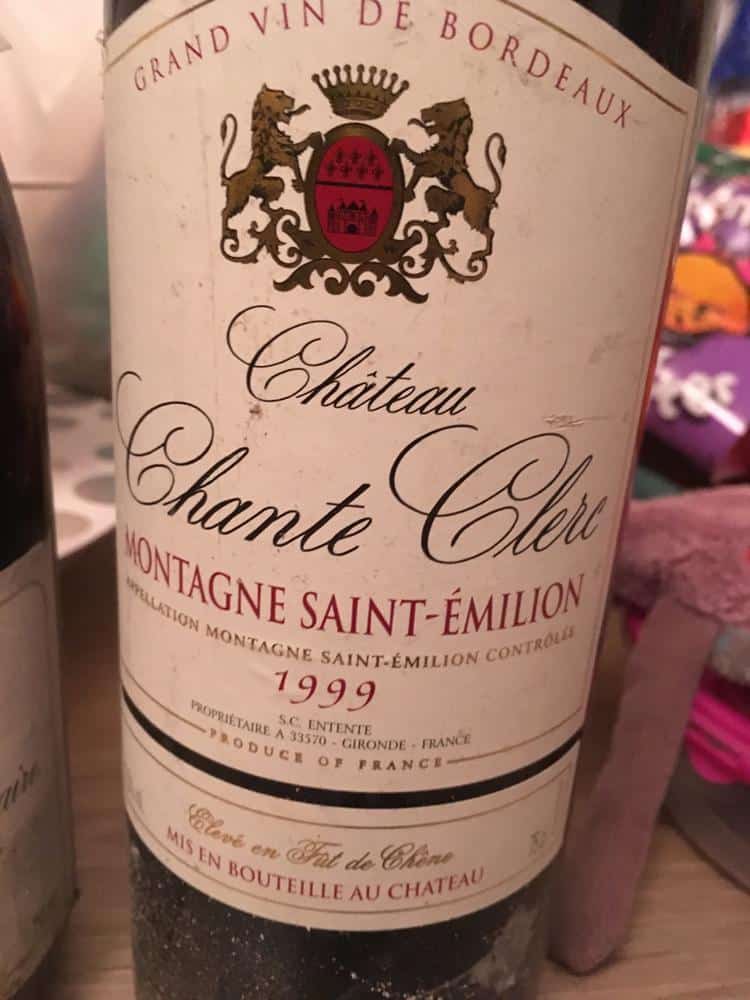 GRAND VIN DE BORDEAUX
Château
Chante Clerc
MONTAGNE SAINT-ÉMILION
APPELLATION MONTAGNE SAINT-ÉMILION CONTRÔLÉE
1999
S.C. ENTENTE
PROPRIÉTAIRE A 33570 - GIRONDE - FRANCE
PRODUCE OF FRANCE
Elevé en Fût de Chêne
MIS EN BOUTEILLE AU CHATEAU